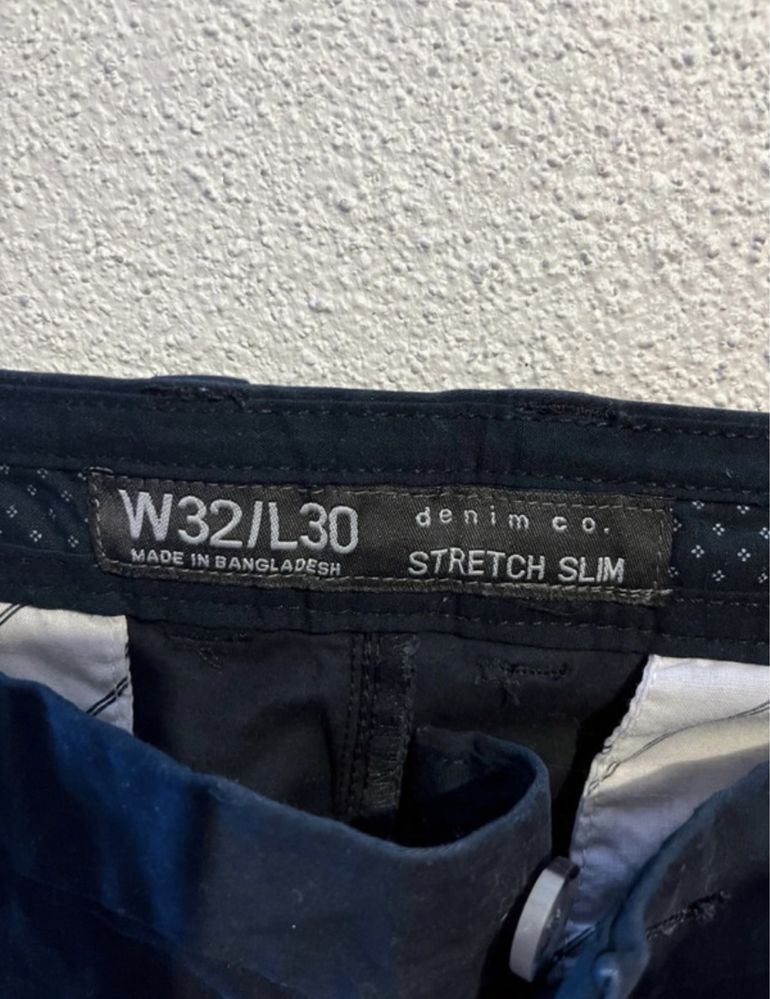 W32/L30
MADE IN BANGLADESH
denim co.
STRETCH SLIM